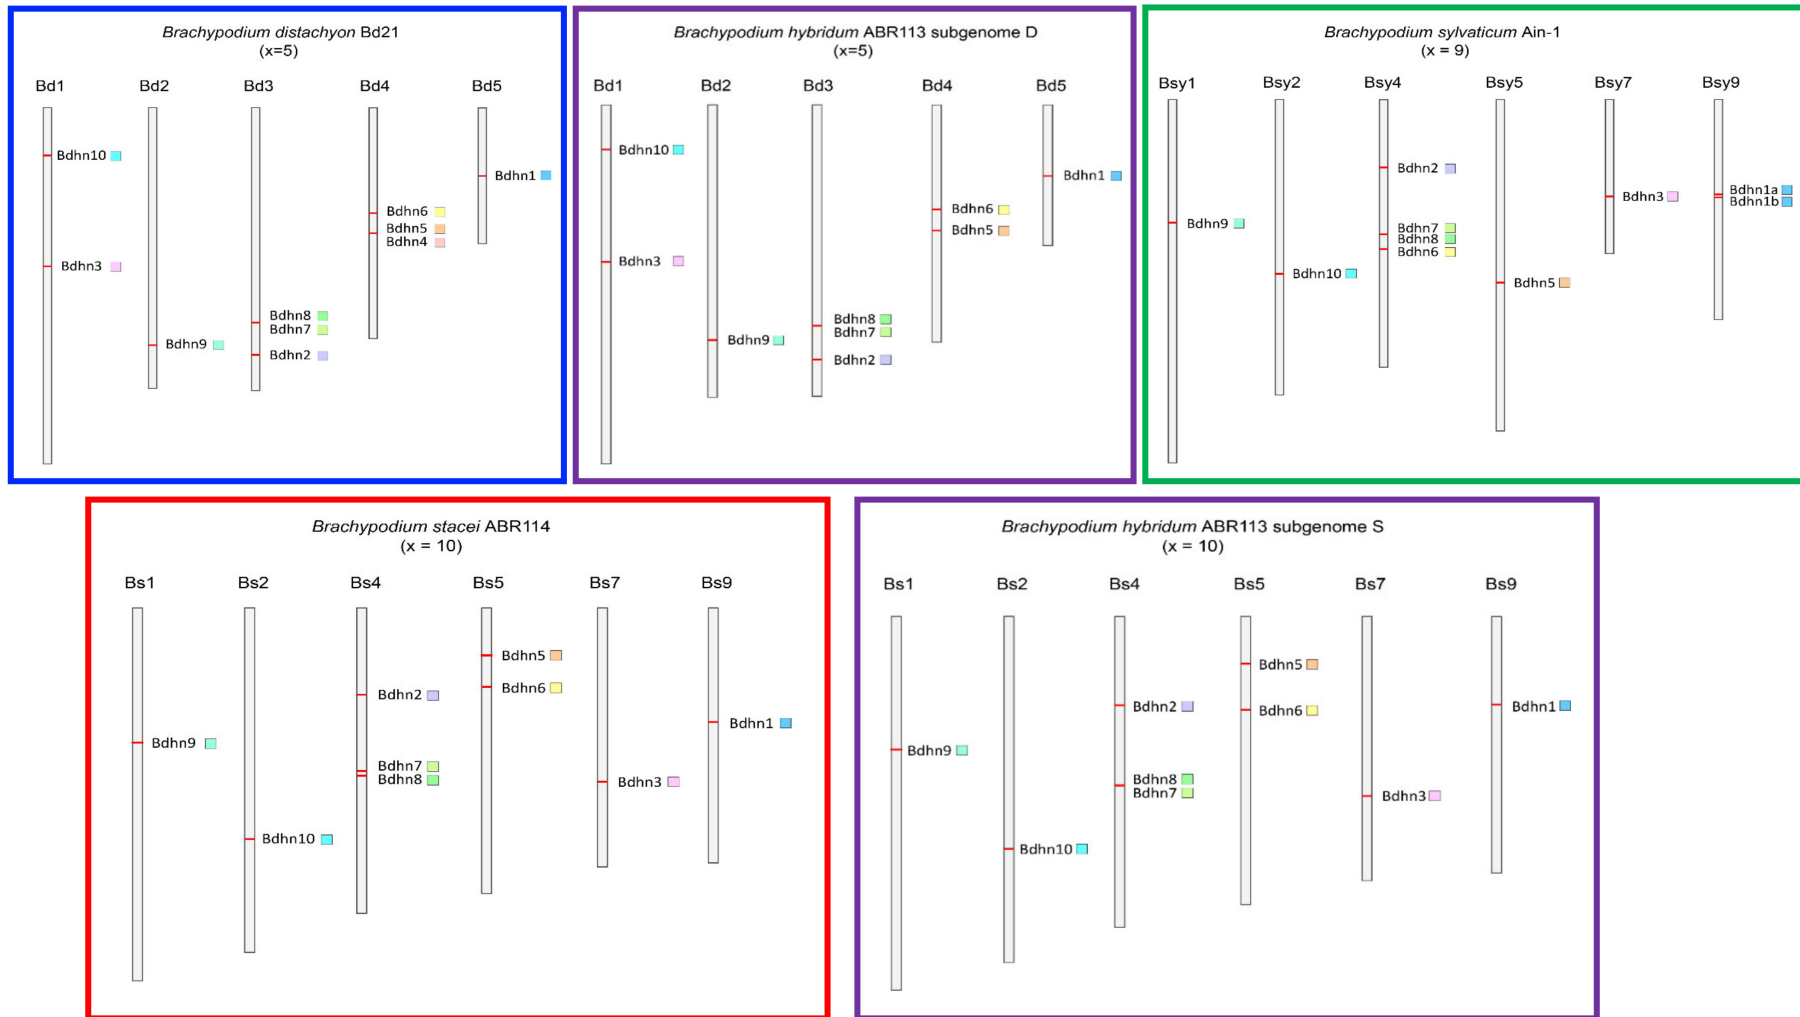 Brachypodium distachyon Bd21
(x=5)
Bd1
Bd2
Bd3
Bd4
Bd5
Bdhn10
Bdhn3
Bdhn9
Bdhn8
Bdhn7
Bdhn2
Bdhn6
Bdhn5
Bdhn4
Bdhn1
Brachypodium hybridum ABR113 subgenome D
(x=5)
Bd1
Bd2
Bd3
Bd4
Bd5
Bdhn10
Bdhn3
Bdhn9
Bdhn8
Bdhn7
Bdhn2
Bdhn6
Bdhn5
Bdhn1
Brachypodium sylvaticum Ain-1
(x = 9)
Bsy1
Bsy2
Bsy4
Bsy5
Bsy7
Bsy9
Bdhn9
Bdhn10
Bdhn2
Bdhn7
Bdhn8
Bdhn6
Bdhn5
Bdhn3
Bdhn1a
Bdhn1b
Brachypodium stacei ABR114
(x = 10)
Bs1
Bs2
Bs4
Bs5
Bs7
Bs9
Bdhn9
Bdhn10
Bdhn2
Bdhn7
Bdhn8
Bdhn5
Bdhn6
Bdhn3
Bdhn1
Brachypodium hybridum ABR113 subgenome S
(x = 10)
Bs1
Bs2
Bs4
Bs5
Bs7
Bs9
Bdhn9
Bdhn10
Bdhn2
Bdhn8
Bdhn7
Bdhn5
Bdhn6
Bdhn3
Bdhn1